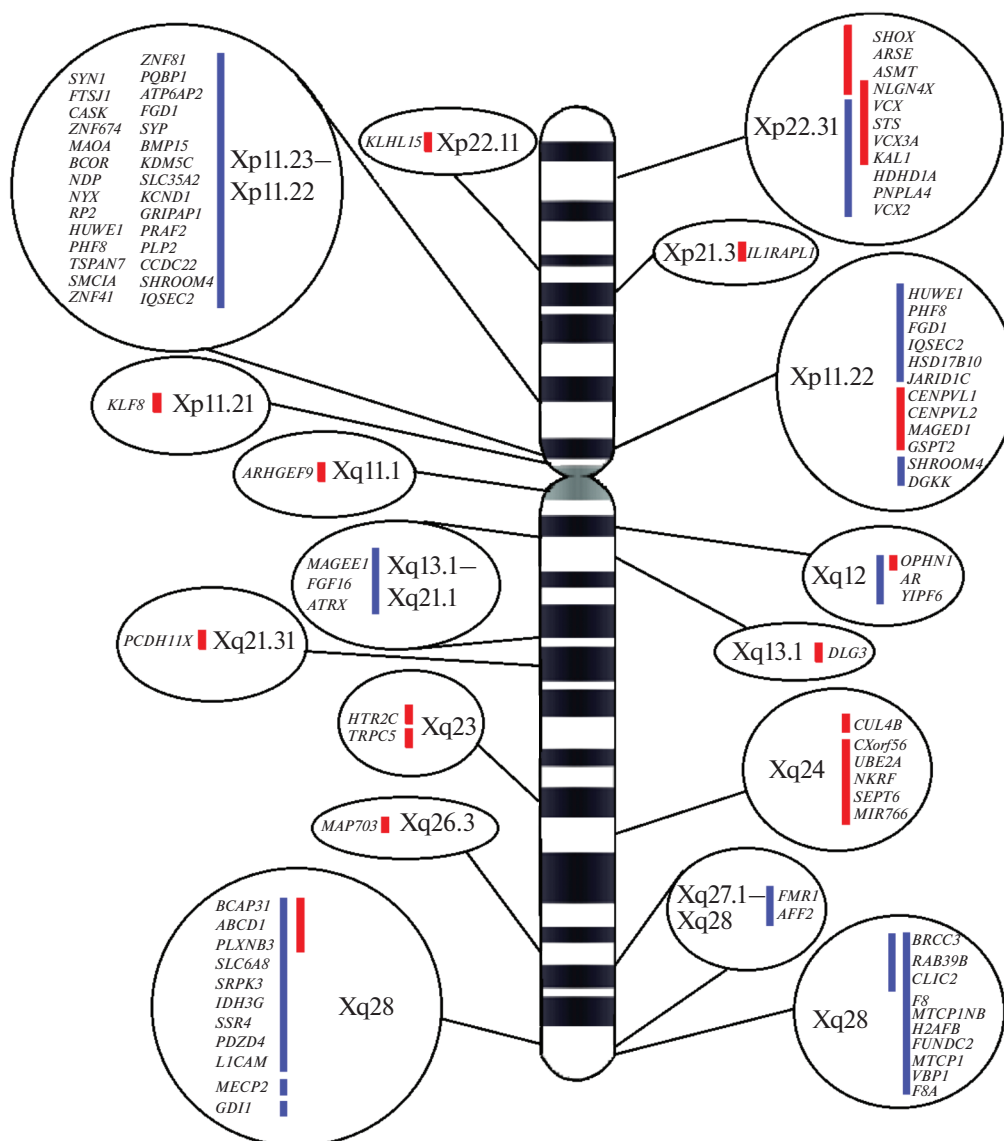 ZNF81
SYN1 PQBP1
FTSJ1 ATP6AP2
CASK FGD1
ZNF674 SYP
MAOA BMP15
BCOR KDM5C
NDP SLC35A2
NYX KCND1
RP2 GRIPAP1
HUWE1 PRAF2
PHF8 PLP2
TSPAN7 CCDC22
SMC1A SHROOM4
ZNF41 IQSEC2
Xp11.23–
Xp11.22
KLHL15 Xp22.11
Xp22.31
SHOX
ARSE
ASMT
NLGN4X
VCX
STS
VCX3A
KAL1
HDHD1A
PNPLA4
VCX2
Xp21.3 IL1RAPL1
Xp11.22
HUWE1
PHF8
FGD1
IQSEC2
HSD17B10
JARID1C
CENPVL1
CENPVL2
MAGED1
GSPT2
SHROOM4
DGKK
KLF8 Xp11.21
ARHGEF9 Xq11.1
MAGEE1
FGF16
ATRX
Xq13.1–
Xq21.1
Xq12
OPHN1
AR
YIPF6
PCDH11X Xq21.31
Xq13.1 DLG3
HTR2C
TRPC5
Xq23
Xq24
CUL4B
CXorf56
UBE2A
NKRF
SEPT6
MIR766
MAP703 Xq26.3
Xq27.1–
Xq28
FMR1
AFF2
BCAP31
ABCD1
PLXNB3
SLC6A8
SRPK3
IDH3G
SSR4
PDZD4
L1CAM
MECP2
GDI1
Xq28
Xq28
BRCC3
RAB39B
CLIC2
F8
MTCP1NB
H2AFB
FUNDC2
MTCP1
VBP1
F8A